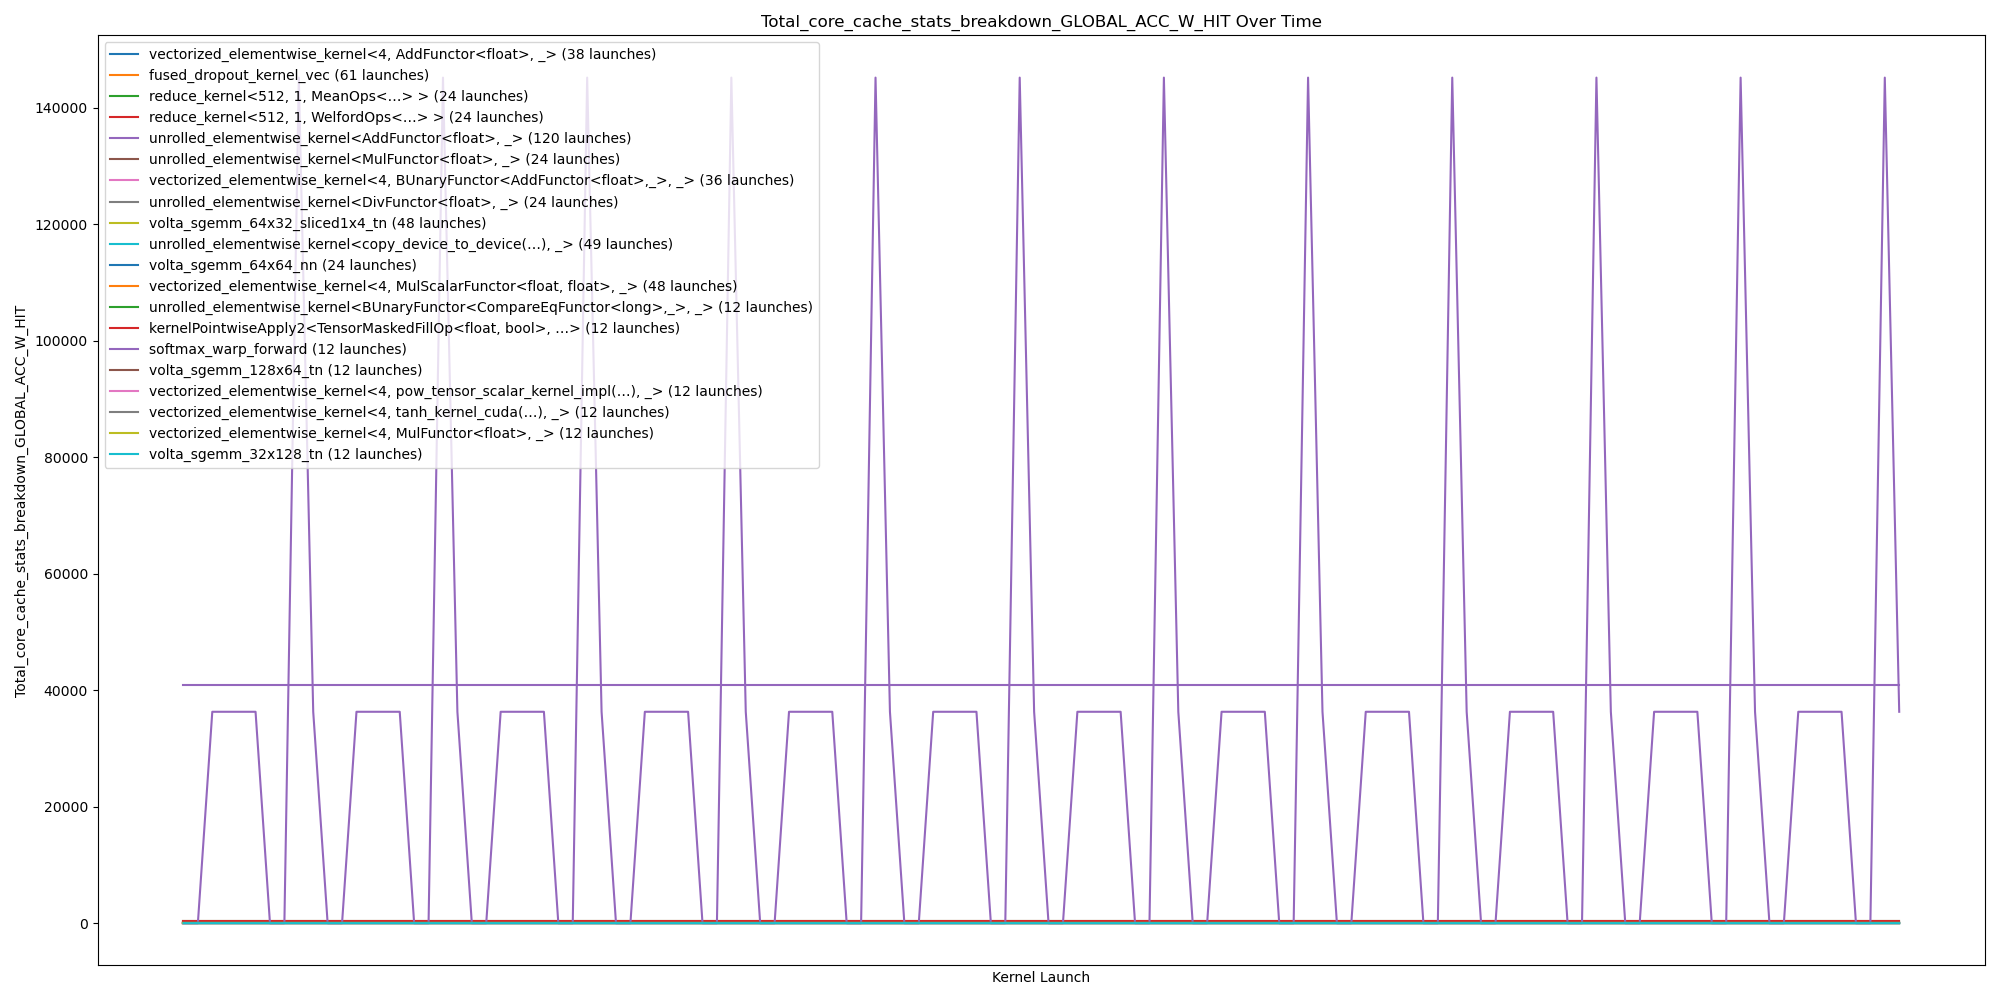 Total_core_cache_stats_breakdown_GLOBAL_ACC_W_HIT Over Time
vectorized_elementwise_kernel<4, AddFunctor<float>, _> (38 launches)
fused_dropout_kernel_vec (61 launches)
reduce_kernel<512, 1, MeanOps<...> > (24 launches)
reduce_kernel<512, 1, WelfordOps<...> > (24 launches)
unrolled_elementwise_kernel<AddFunctor<float>, _> (120 launches)
unrolled_elementwise_kernel<MulFunctor<float>, _> (24 launches)
vectorized_elementwise_kernel<4, BUnaryFunctor<AddFunctor<float>,_>, _> (36 launches)
unrolled_elementwise_kernel<DivFunctor<float>, _> (24 launches)
volta_sgemm_64x32_sliced1x4_tn (48 launches)
unrolled_elementwise_kernel<copy_device_to_device(...), _> (49 launches)
volta_sgemm_64x64_nn (24 launches)
vectorized_elementwise_kernel<4, MulScalarFunctor<float, float>, _> (48 launches)
unrolled_elementwise_kernel<BUnaryFunctor<CompareEqFunctor<long>,_>, _> (12 launches)
kernelPointwiseApply2<TensorMaskedFillOp<float, bool>, ...> (12 launches)
softmax_warp_forward (12 launches)
volta_sgemm_128x64_tn (12 launches)
vectorized_elementwise_kernel<4, pow_tensor_scalar_kernel_impl(...), _> (12 launches)
vectorized_elementwise_kernel<4, tanh_kernel_cuda(...), _> (12 launches)
vectorized_elementwise_kernel<4, MulFunctor<float>, _> (12 launches)
volta_sgemm_32x128_tn (12 launches)
Total_core_cache_stats_breakdown_GLOBAL_ACC_W_HIT
140000
120000
100000
80000
60000
40000
20000
0
Kernel Launch